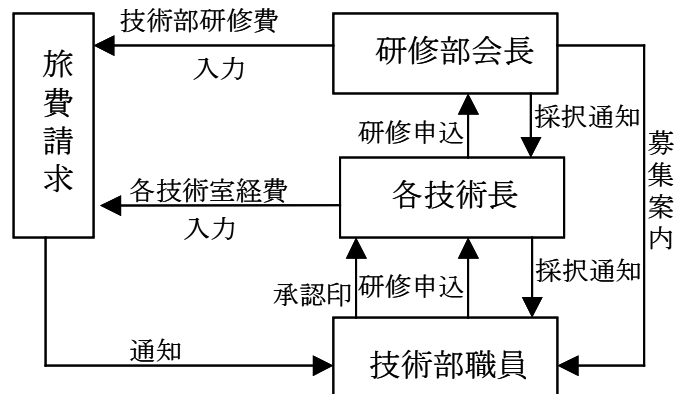 技術部研修費
入力
研修部会長
旅費請求
研修申込
採択通知
募集案内
各技術室経費
入力
各技術長
承認印
研修申込
採択通知
通知
技術部職員